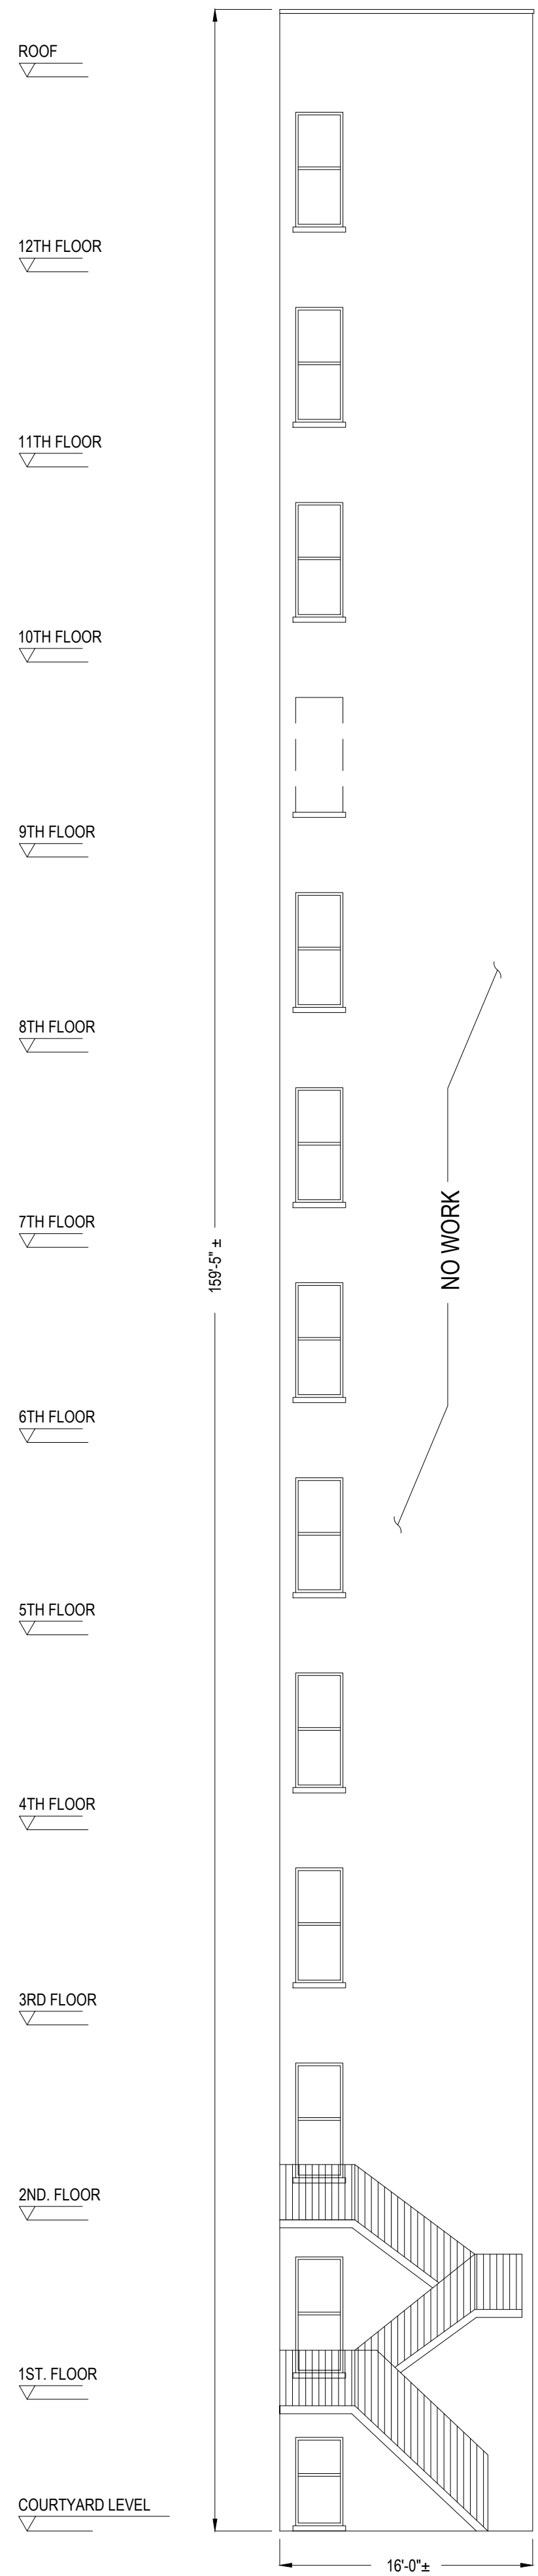 ROOF
12TH FLOOR
11TH FLOOR
10TH FLOOR
9TH FLOOR
8TH FLOOR
7TH FLOOR
159'-5" ±
NO WORK
6TH FLOOR
5TH FLOOR
4TH FLOOR
3RD FLOOR
2ND. FLOOR
1ST. FLOOR
COURTYARD LEVEL
16'-0"±